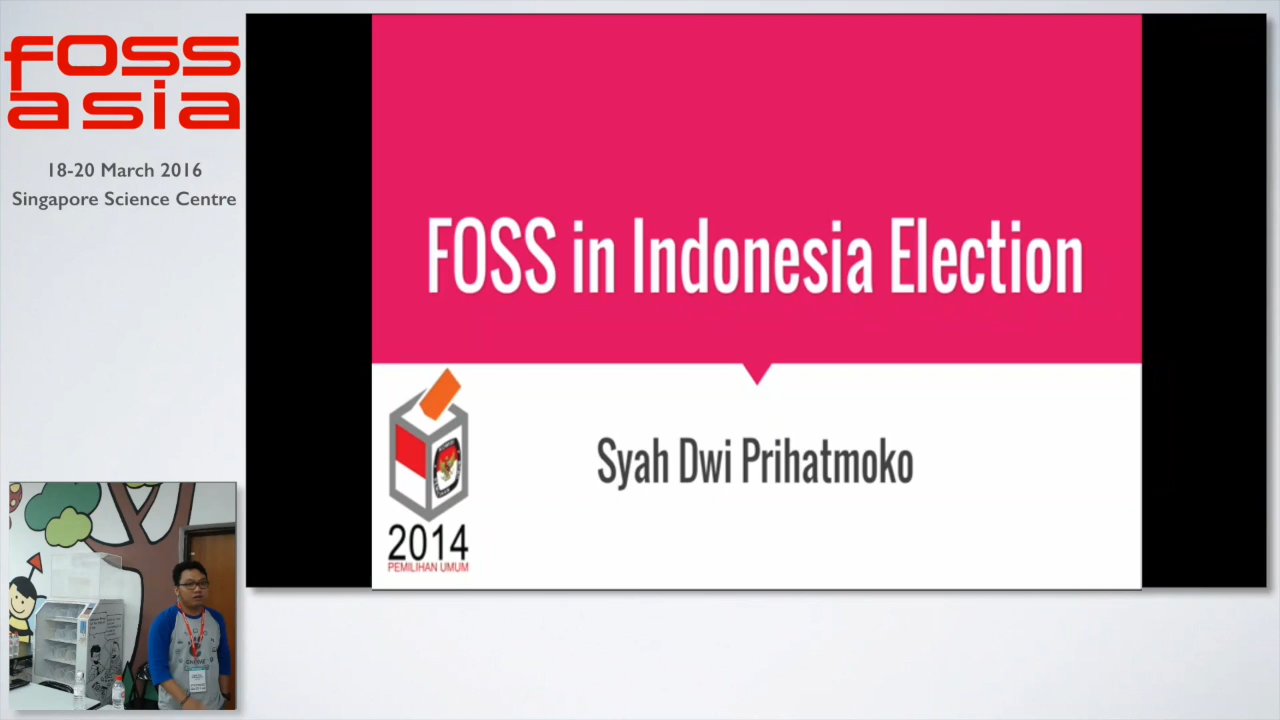 foss
asia
18-20 March 2016
Singapore Science Centre
FOSS in Indonesia Election
Syah Dwi Prihatmoko
2014
PEMILIHAN UMUM